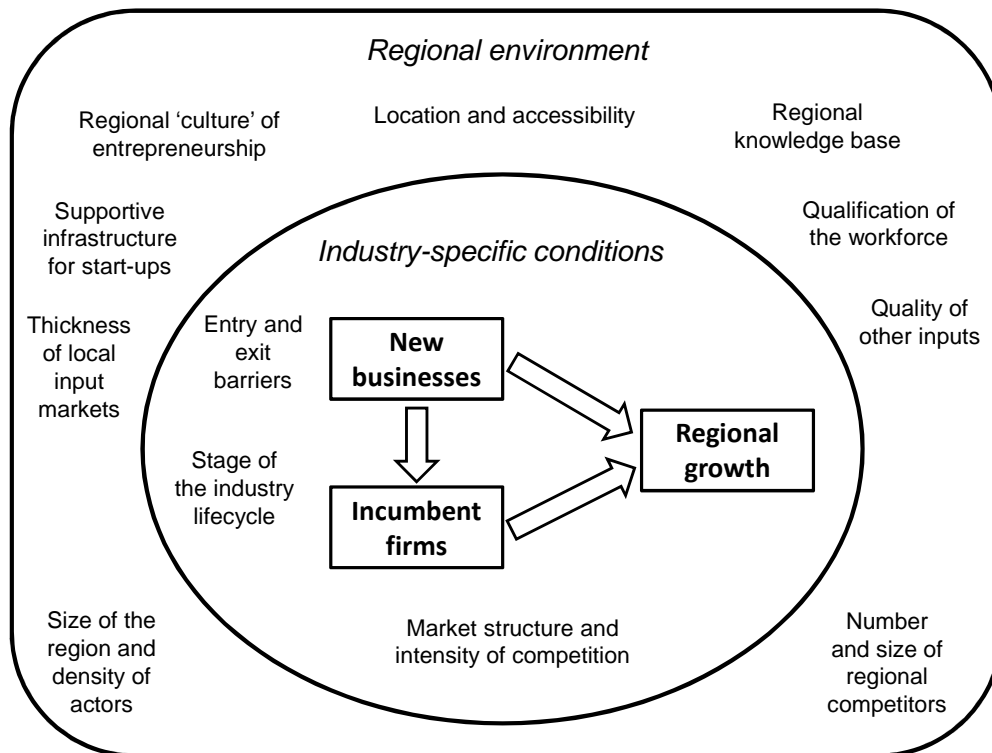 Regional environment
Regional ‘culture’ of
entrepreneurship
Location and accessibility
Regional
knowledge base
Supportive
infrastructure
for start-ups
Qualification of
the workforce
Industry-specific conditions
Thickness
of local
input
markets
Entry and
exit
barriers
New
businesses
Quality of
other inputs
Regional
growth
Stage of
the industry
lifecycle
Incumbent
firms
Size of the
region and
density of
actors
Market structure and
intensity of competition
Number
and size of
regional
competitors